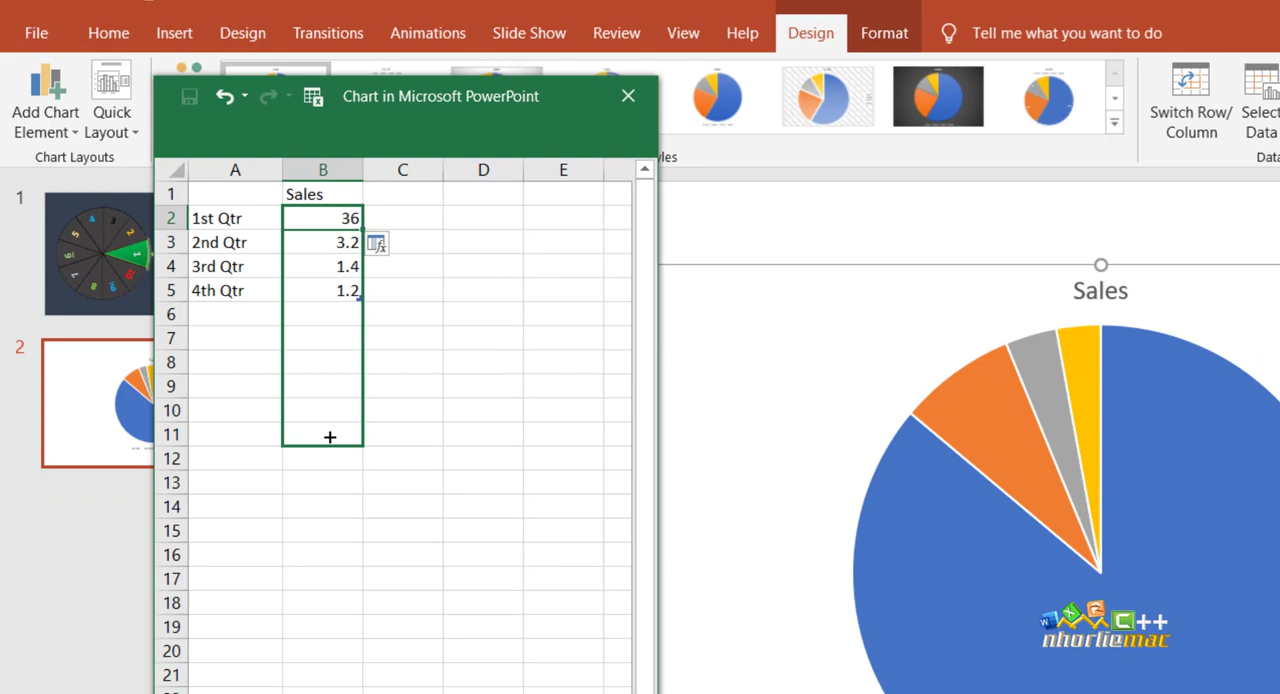 File Home Insert Design Transitions Animations Slide Show Review View Help Design Format Tell me what you want to do
Add Chart Element
Quick Layout
Chart Layouts
Chart in Microsoft PowerPoint
Switch Row/
Column
Select
Data
yles
Data
A B C D E
1 Sales
2 1st Qtr 36
3 2nd Qtr 3.2
4 3rd Qtr 1.4
5 4th Qtr 1.2
6
7
8
9
10
11
12
13
14
15
16
17
18
19
20
21
1
2
Sales
C++
nhorliemac